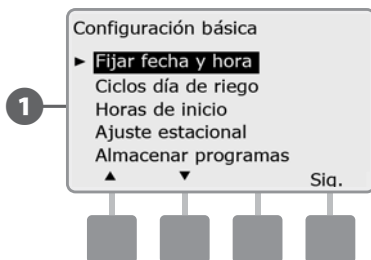 Configuración básica
► Fijar fecha y hora
Ciclos día de riego
Horas de inicio
Ajuste estacional
Almacenar programas
▲ ▼ Sig.
1